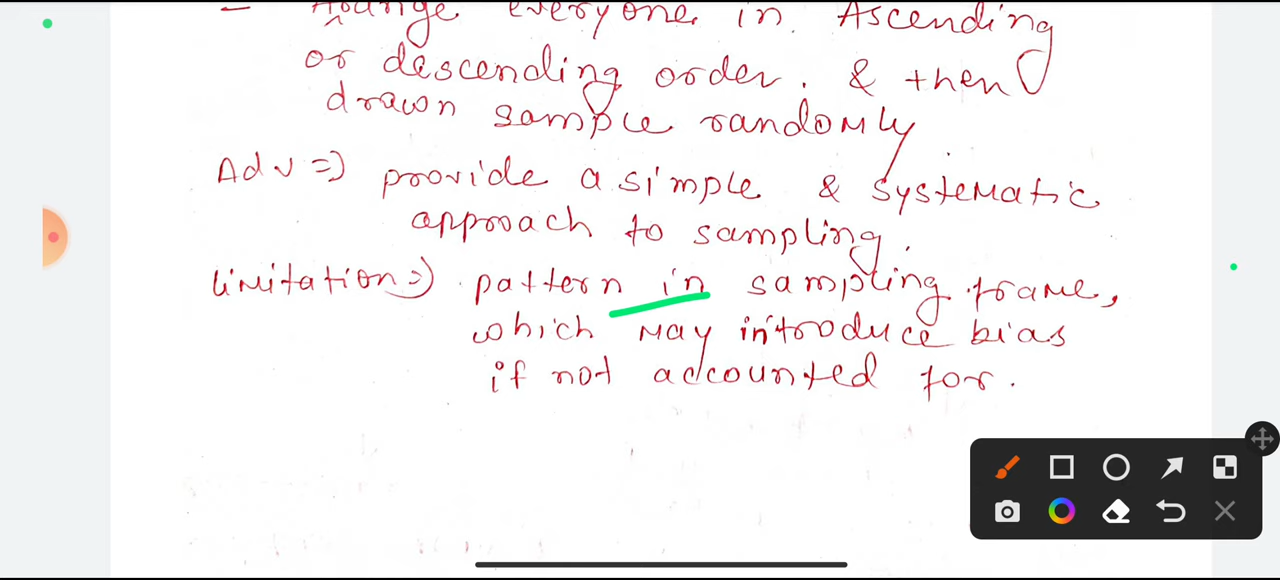 - Arrange everyone in Ascending
or descending order. & then
drawn sample randomly
Adv => provide a simple & systematic
approach to sampling.
limitation => pattern in sampling frame,
which may introduce bias
if not accounted for.